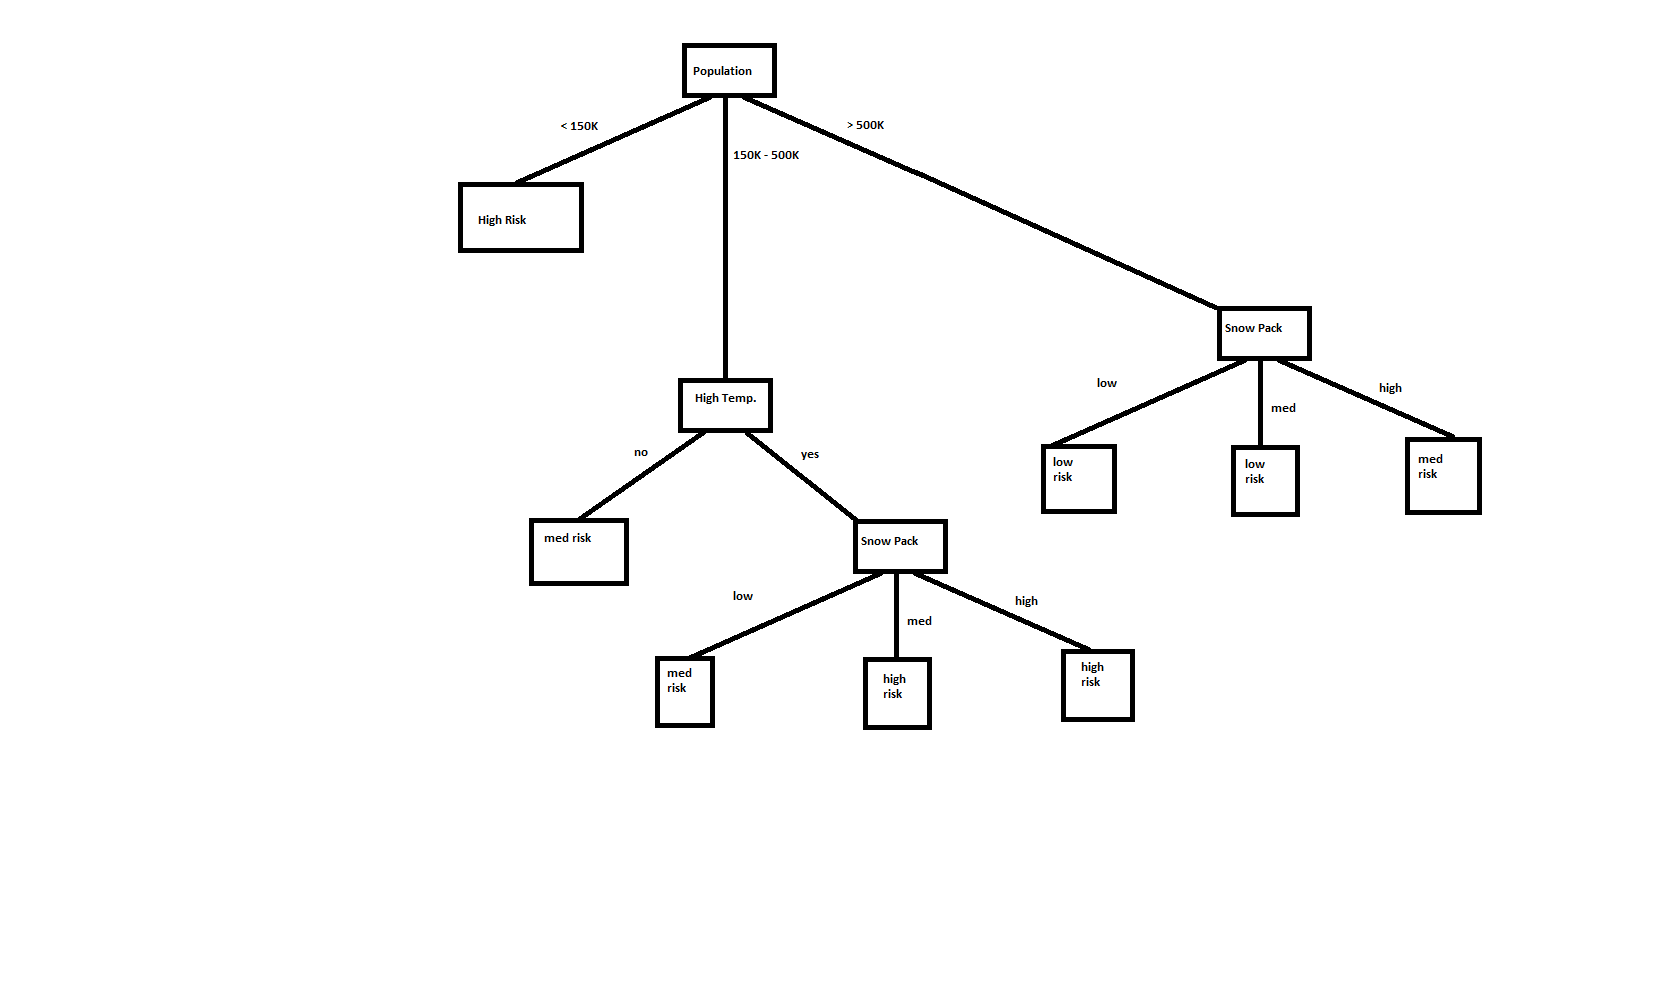 Population
< 150K
> 500K
150K - 500K
High Risk
Snow Pack
low
high
med
High Temp.
low
risk
low
risk
med
risk
no
yes
med risk
Snow Pack
low
high
med
med
risk
high
risk
high
risk